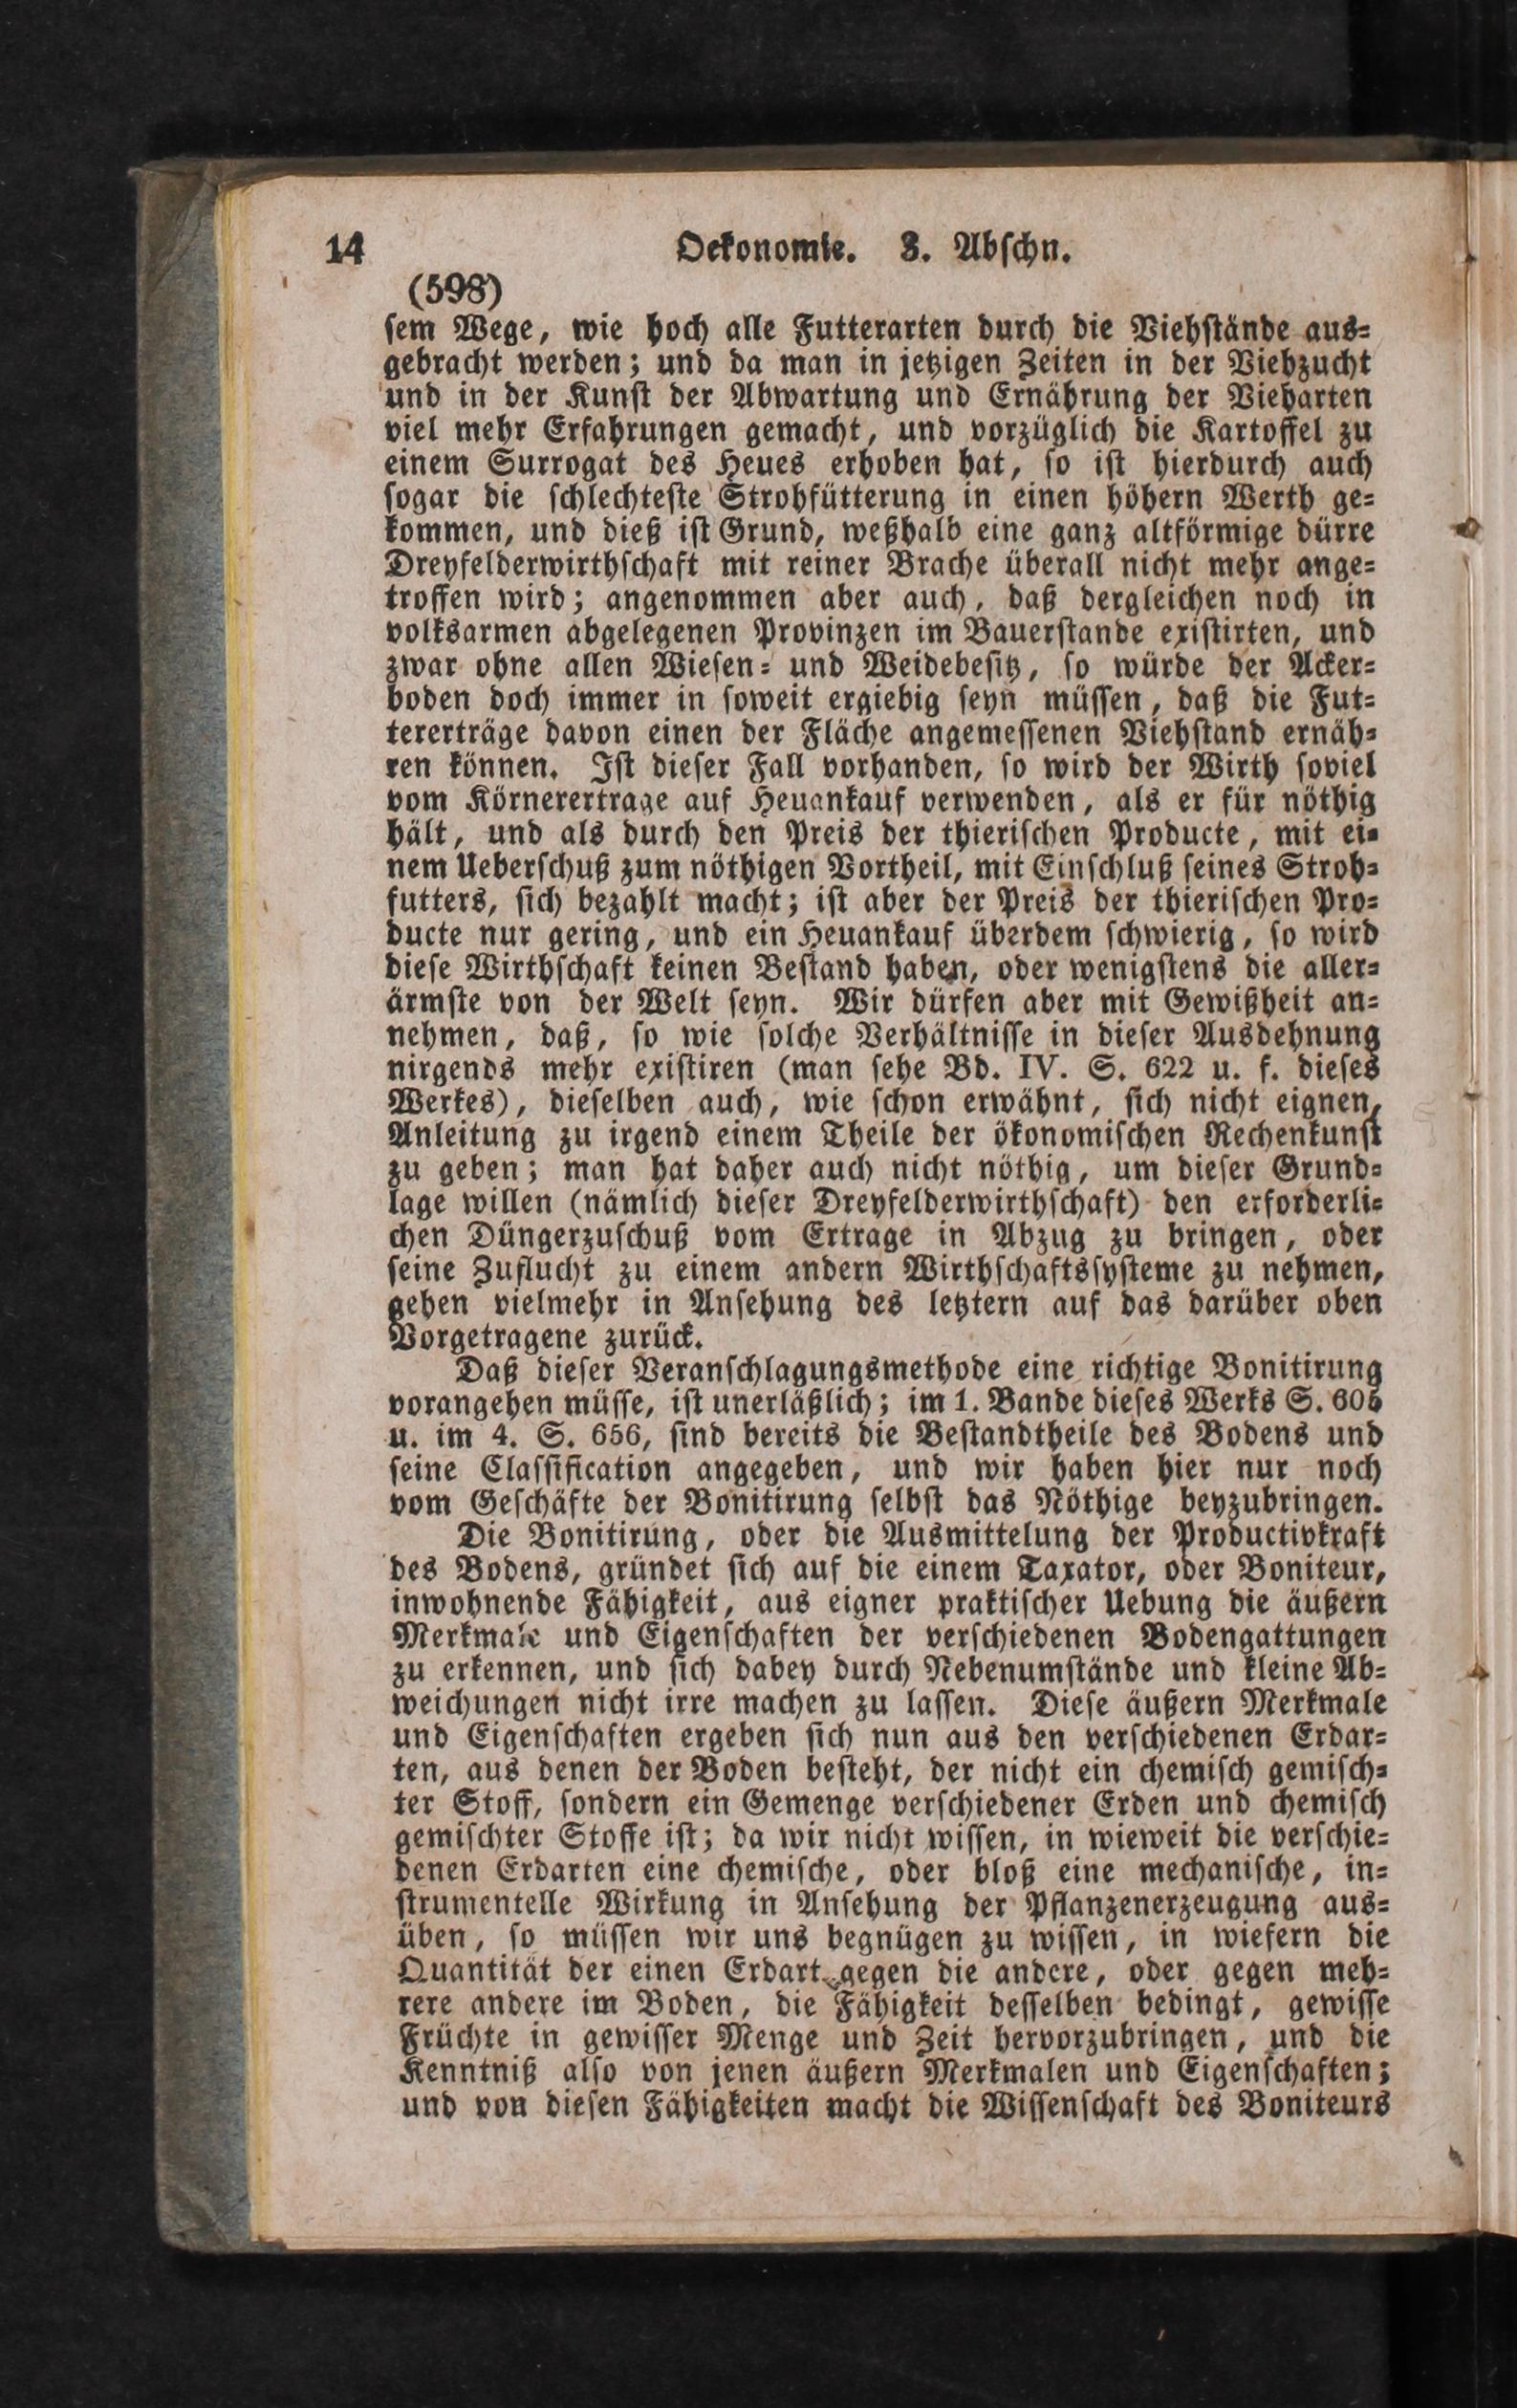 14 Oekonomie. 3. Abschn.
(598)
sem Wege, wie hoch alle Futterarten durch die Viehstände aus=
gebracht werden; und da man in jetzigen Zeiten in der Viehzucht
und in der Kunst der Abwartung und Ernährung der Vieharten
viel mehr Erfahrungen gemacht, und vorzüglich die Kartoffel zu
einem Surrogat des Heues erhoben hat, so ist hierdurch auch
sogar die schlechteste Strohfütterung in einen höhern Werth ge=
kommen, und dieß ist Grund, weßhalb eine ganz altförmige dürre
Dreyfelderwirthschaft mit reiner Brache überall nicht mehr ange=
troffen wird; angenommen aber auch, daß dergleichen noch in
volksarmen abgelegenen Provinzen im Bauerstande existirten, und
zwar ohne allen Wiesen= und Weidebesitz, so würde der Acker=
boden doch immer in soweit ergiebig seyn müssen, daß die Fut=
tererträge davon einen der Fläche angemessenen Viehstand ernäh=
ren können. Ist dieser Fall vorhanden, so wird der Wirth soviel
vom Körnerertrage auf Heuankauf verwenden, als er für nöthig
hält, und als durch den Preis der thierischen Producte, mit ei=
nem Ueberschuß zum nöthigen Vortheil, mit Einschluß seines Stroh=
futters, sich bezahlt macht; ist aber der Preis der thierischen Pro=
ducte nur gering, und ein Heuankauf überdem schwierig, so wird
diese Wirthschaft keinen Bestand haben, oder wenigstens die aller=
ärmste von der Welt seyn. Wir dürfen aber mit Gewißheit an=
nehmen, daß, so wie solche Verhältnisse in dieser Ausdehnung
nirgends mehr existiren (man sehe Bd. IV. S. 622 u. f. dieses
Werkes), dieselben auch, wie schon erwähnt, sich nicht eignen,
Anleitung zu irgend einem Theile der ökonomischen Rechenkunst
zu geben; man hat daher auch nicht nöthig, um dieser Grund=
lage willen (nämlich dieser Dreyfelderwirthschaft) den erforderli=
chen Düngerzuschuß vom Ertrage in Abzug zu bringen, oder
seine Zuflucht zu einem andern Wirthschaftssysteme zu nehmen,
gehen vielmehr in Ansehung des letztern auf das darüber oben
Vorgetragene zurück.
Daß dieser Veranschlagungsmethode eine richtige Bonitirung
vorangehen müsse, ist unerläßlich; im 1. Bande dieses Werks S.
u. im 4. S. 656, sind bereits die Bestandtheile des Bodens und
seine Classification angegeben, und wir haben hier nur noch
vom Geschäfte der Bonitirung selbst das Nöthige beyzubringen.
Die Bonitirung, oder die Ausmittelung der Productivkraft
des Bodens, gründet sich auf die einem Taxator, oder Boniteur,
inwohnende Fähigkeit, aus eigner praktischer Uebung die äußern
Merkmale und Eigenschaften der verschiedenen Bodengattungen
zu erkennen, und sich dabey durch Nebenumstände und kleine Ab=
weichungen nicht irre machen zu lassen. Diese äußern Merkmale
und Eigenschaften ergeben sich nun aus den verschiedenen Erdar=
ten, aus denen der Boden besteht, der nicht ein chemisch gemisch=
ter Stoff, sondern ein Gemenge verschiedener Erden und chemisch
gemischter Stoffe ist; da wir nicht wissen, in wieweit die verschie=
denen Erdarten eine chemische, oder bloß eine mechanische, in=
strumentelle Wirkung in Ansehung der Pflanzenerzeugung aus=
üben, so müssen wir uns begnügen zu wissen, in wiefern die
Quantität der einen Erdart gegen die andere, oder gegen meh=
rere andere im Boden, die Fähigkeit desselben bedingt, gewisse
Früchte in gewisser Menge und Zeit hervorzubringen, und die
Kenntniß also von jenen äußern Merkmalen und Eigenschaften;
und von diesen Fähigkeiten macht die Wissenschaft des Boniteurs